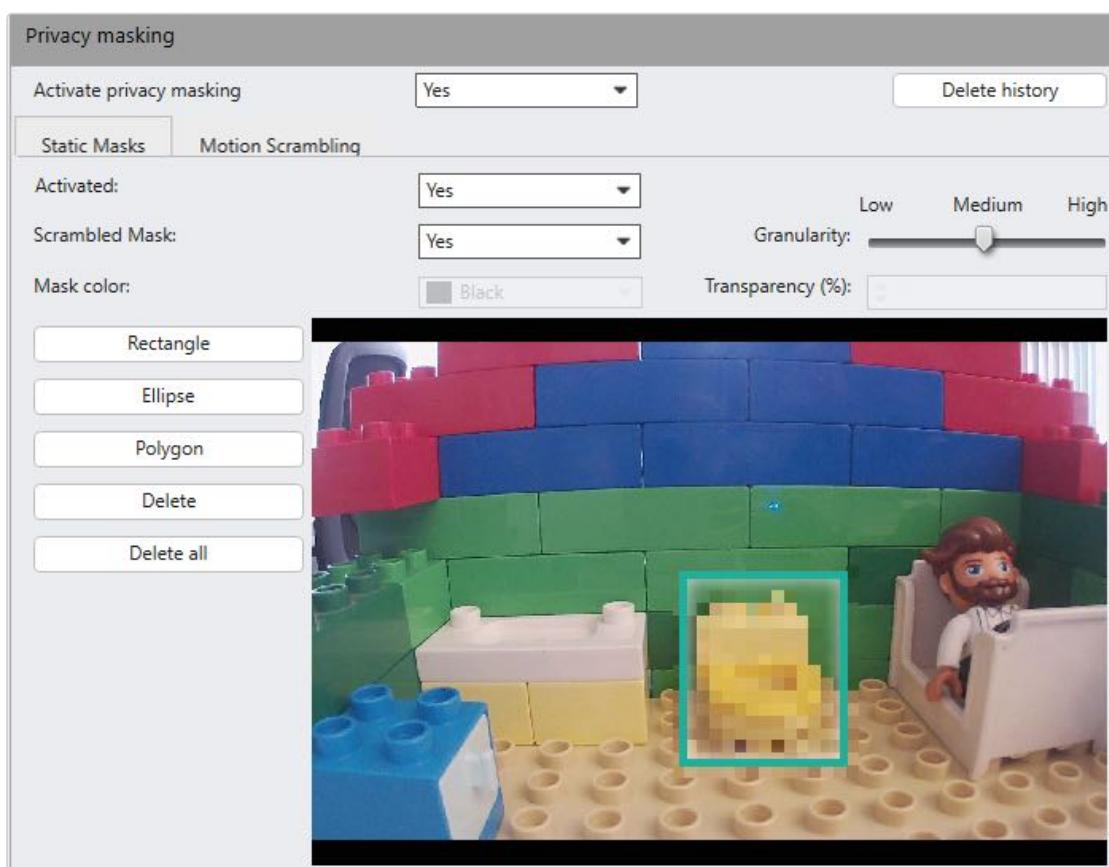 Privacy masking
Activate privacy masking Yes Delete history
Static Masks Motion Scrambling
Activated: Yes
Low Medium High
Scrambled Mask: Yes Granularity:
Mask color: Black Transparency (%):
Rectangle
Ellipse
Polygon
Delete
Delete all